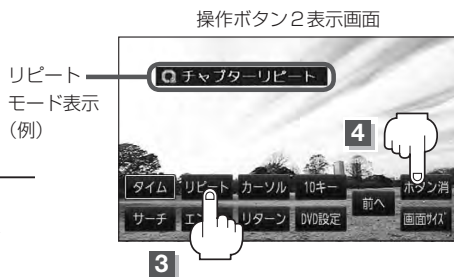 操作ボタン2表示画面
リピート
モード表示
(例)
チャプターリピート
4
タイム リピート カーソル 10キー 前へ ボタン消
サーチ リターン DVD設定 画面サイズ
3